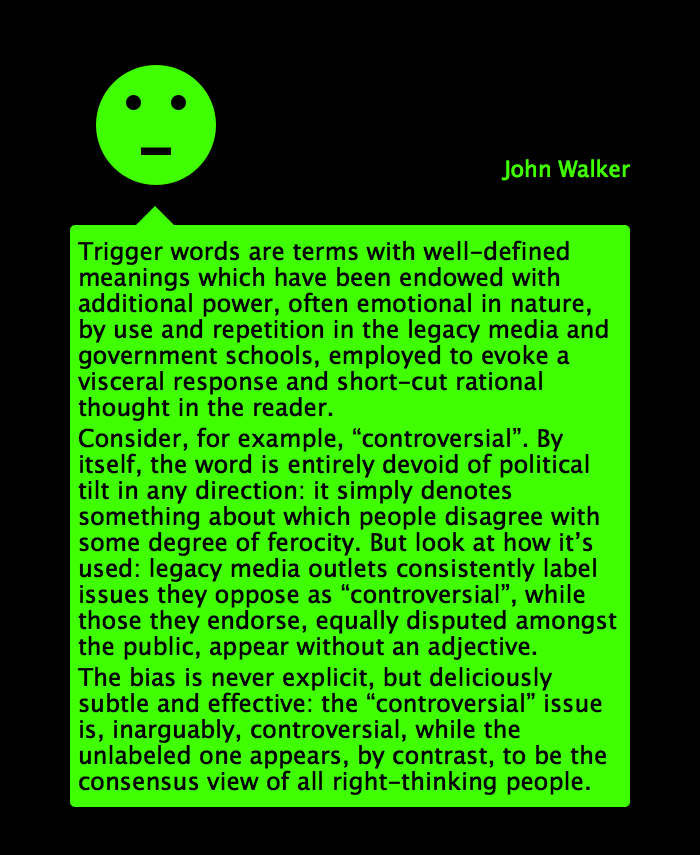 John Walker
Trigger words are terms with well–defined
meanings which have been endowed with
additional power, often emotional in nature,
by use and repetition in the legacy media and
government schools, employed to evoke a
visceral response and short–cut rational
thought in the reader.
Consider, for example, “controversial”. By
itself, the word is entirely devoid of political
tilt in any direction: it simply denotes
something about which people disagree with
some degree of ferocity. But look at how it’s
used: legacy media outlets consistently label
issues they oppose as “controversial”, while
those they endorse, equally disputed amongst
the public, appear without an adjective.
The bias is never explicit, but deliciously
subtle and effective: the “controversial” issue
is, inarguably, controversial, while the
unlabeled one appears, by contrast, to be the
consensus view of all right–thinking people.